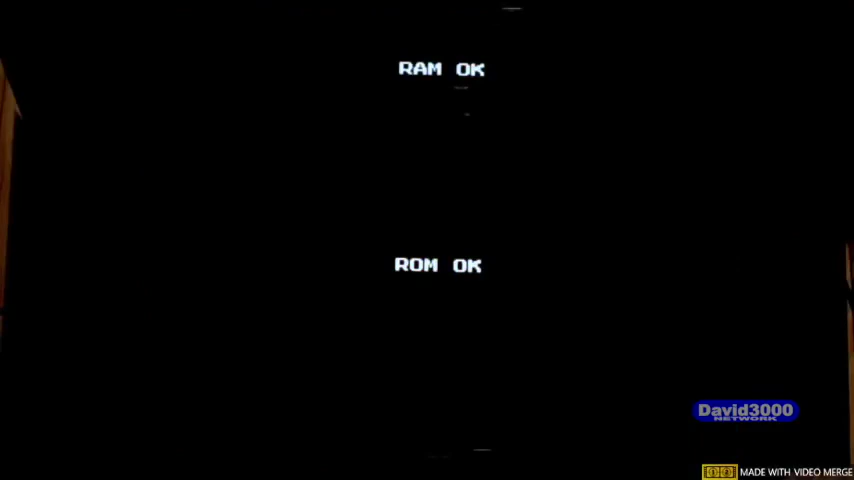 RAM OK
ROM OK
David3000
NETWORK
MADE WITH VIDEO MERGE